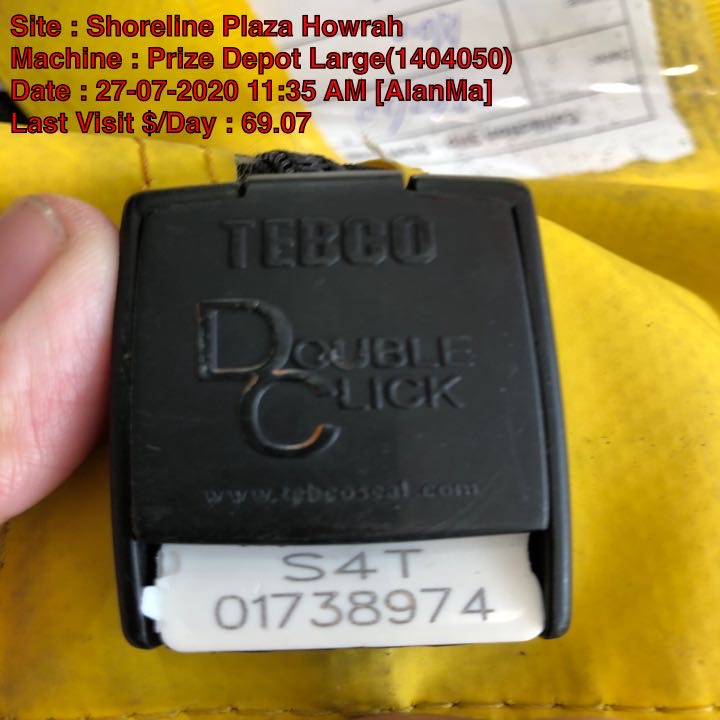 Site : Shoreline Plaza Howrah
Machine : Prize Depot Large(1404050)
Date : 27-07-2020 11:35 AM [AlanMa]
Last Visit $/Day : 69.07
TEBCO
DOUBLE
CLICK
www.tebcoseal.com
S4T
01738974